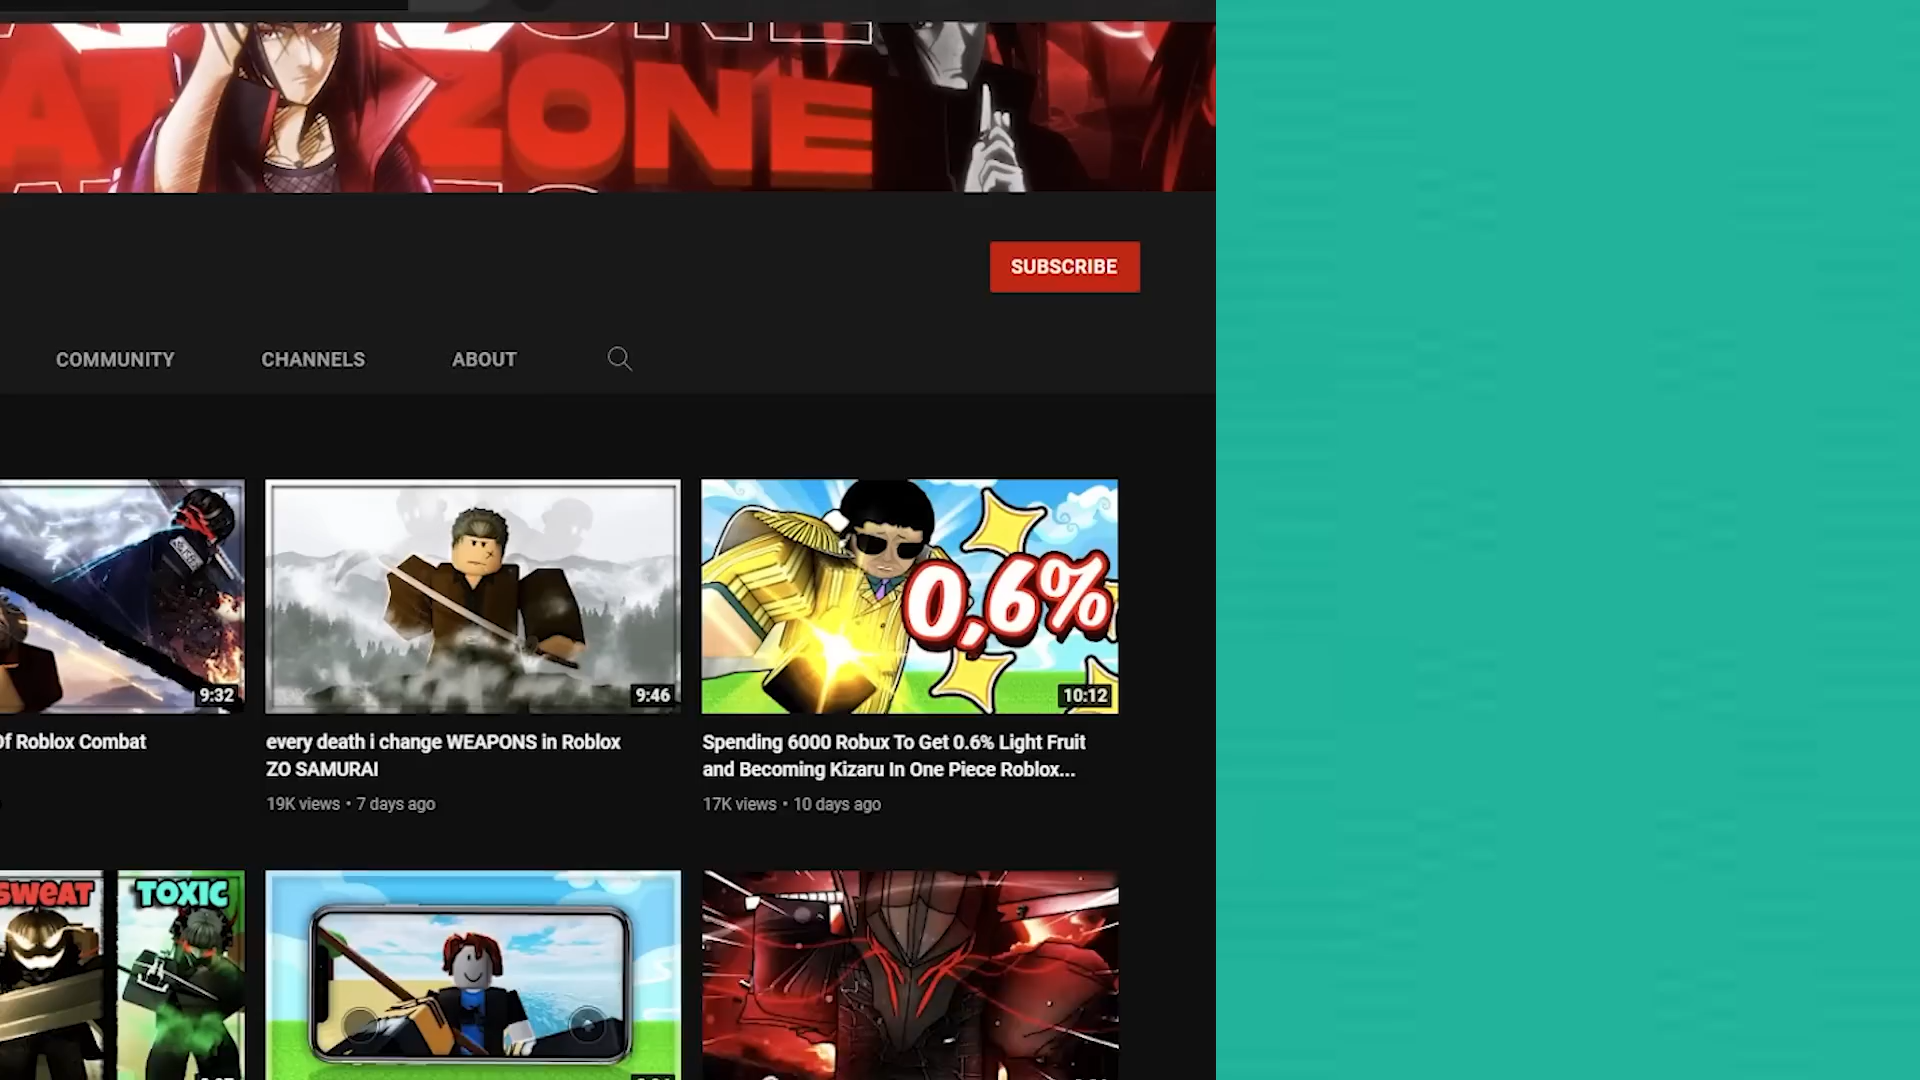 ZONE
SUBSCRIBE
COMMUNITY CHANNELS ABOUT
0,6%
9:32
9:46
10:12
Of Roblox Combat
every death i change WEAPONS in Roblox
ZO SAMURAI
19K views • 7 days ago
Spending 6000 Robux To Get 0.6% Light Fruit
and Becoming Kizaru In One Piece Roblox...
17K views • 10 days ago
SWEAT
TOXIC